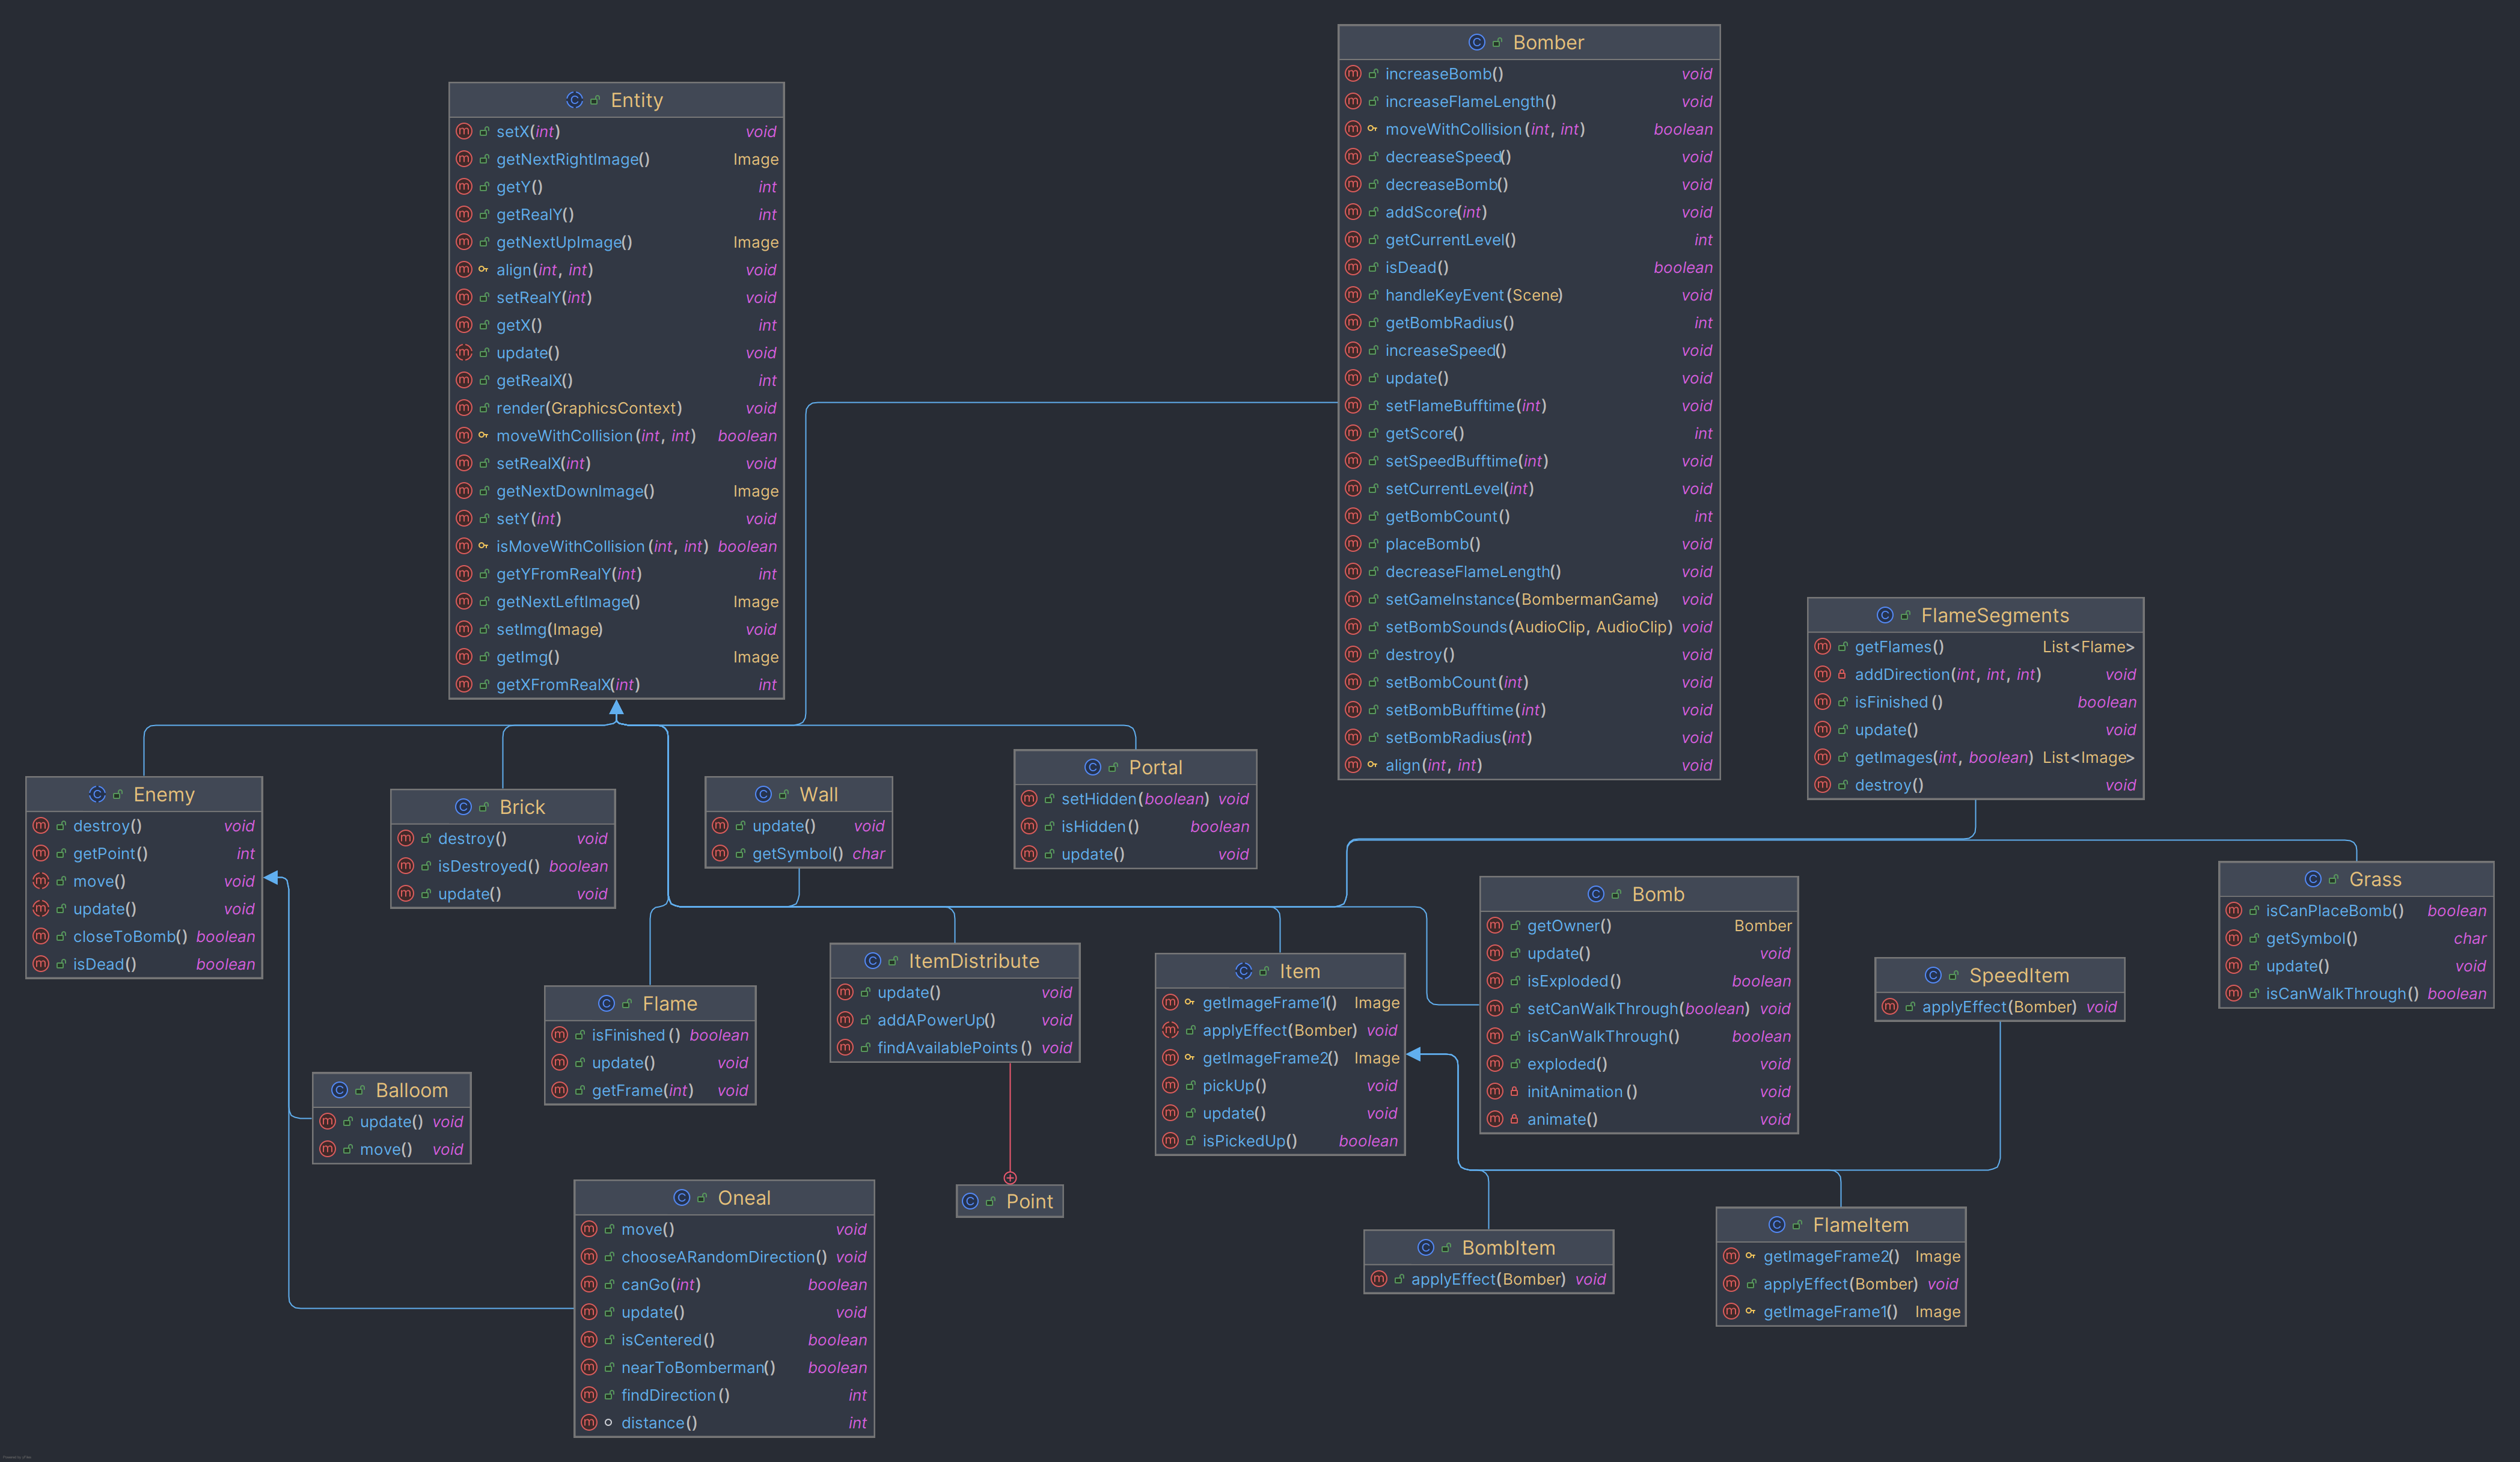 Entity
setX(int) void
getNextRightImage() Image
getY() int
getRealY() int
getNextUpImage() Image
align(int, int) void
setRealY(int) void
getX() int
update() void
getRealX() int
render(GraphicsContext) void
moveWithCollision(int, int) boolean
setRealX(int) void
getNextDownImage() Image
setY(int) void
isMoveWithCollision(int, int) boolean
getYFromRealY(int) int
getNextLeftImage() Image
setImg(Image) void
getImg() Image
getXFromRealX(int) int
Bomber
increaseBomb() void
increaseFlameLength() void
moveWithCollision(int, int) boolean
decreaseSpeed() void
decreaseBomb() void
addScore(int) void
getCurrentLevel() int
isDead() boolean
handleKeyEvent(Scene) void
getBombRadius() int
increaseSpeed() void
update() void
setFlameBufftime(int) void
getScore() int
setSpeedBufftime(int) void
setCurrentLevel(int) void
getBombCount() int
placeBomb() void
decreaseFlameLength() void
setGameInstance(BombermanGame) void
setBombSounds(AudioClip, AudioClip) void
destroy() void
setBombCount(int) void
setBombBufftime(int) void
setBombRadius(int) void
align(int, int) void
FlameSegments
getFlames() List<Flame>
addDirection(int, int, int) void
isFinished() boolean
update() void
getImages(int, boolean) List<Image>
destroy() void
Enemy
destroy() void
getPoint() int
move() void
update() void
closeToBomb() boolean
isDead() boolean
Brick
destroy() void
isDestroyed() boolean
update() void
Wall
update() void
getSymbol() char
Portal
setHidden(boolean) void
isHidden() boolean
update() void
Flame
isFinished() boolean
update() void
getFrame(int) void
ItemDistribute
update() void
addAPowerUp() void
findAvailablePoints() void
Item
getImageFrame1() Image
applyEffect(Bomber) void
getImageFrame2() Image
pickUp() void
update() void
isPickedUp() boolean
Bomb
getOwner() Bomber
update() void
isExploded() boolean
setCanWalkThrough(boolean) void
isCanWalkThrough() boolean
exploded() void
initAnimation() void
animate() void
SpeedItem
applyEffect(Bomber) void
Grass
isCanPlaceBomb() boolean
getSymbol() char
update() void
isCanWalkThrough() boolean
Balloom
update() void
move() void
Oneal
move() void
chooseARandomDirection() void
canGo(int) boolean
update() void
isCentered() boolean
nearToBomberman() boolean
findDirection() int
distance() int
Point
BombItem
applyEffect(Bomber) void
FlameItem
getImageFrame2() Image
applyEffect(Bomber) void
getImageFrame1() Image